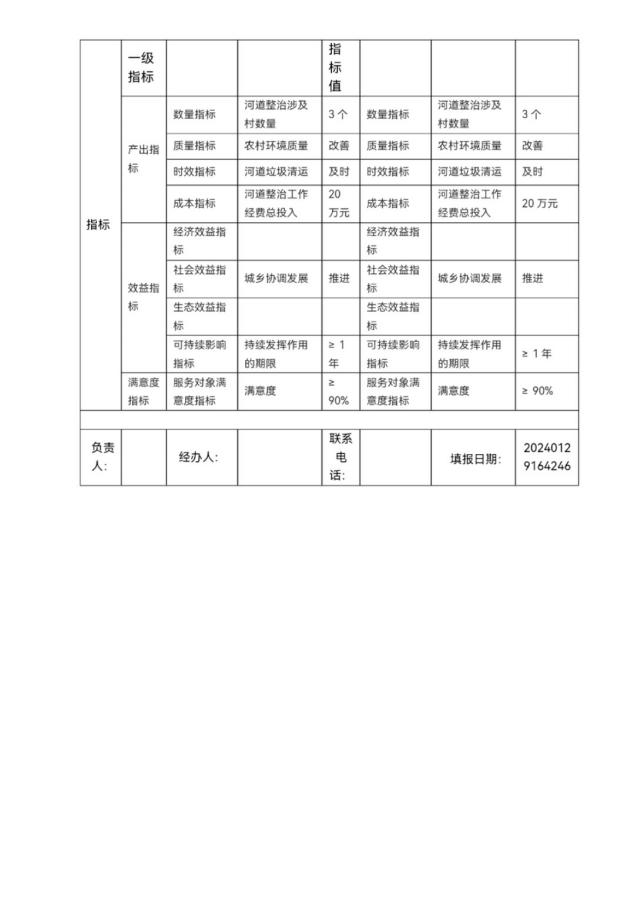 指标
一级指标
指标值
产出指标
数量指标 河道整治涉及村数量 3 个 数量指标 河道整治涉及村数量 3 个
质量指标 农村环境质量 改善 质量指标 农村环境质量 改善
时效指标 河道垃圾清运 及时 时效指标 河道垃圾清运 及时
成本指标 河道整治工作经费总投入 20 万元 成本指标 河道整治工作经费总投入 20 万元
效益指标
经济效益指标 经济效益指标
社会效益指标 城乡协调发展 推进 社会效益指标 城乡协调发展 推进
生态效益指标 生态效益指标
可持续影响指标 持续发挥作用的期限 ≥ 1 年 可持续影响指标 持续发挥作用的期限 ≥ 1 年
满意度指标 服务对象满意度指标 满意度 ≥ 90% 服务对象满意度指标 满意度 ≥ 90%
负责人: 经办人: 联系电话: 填报日期: 20240129164246